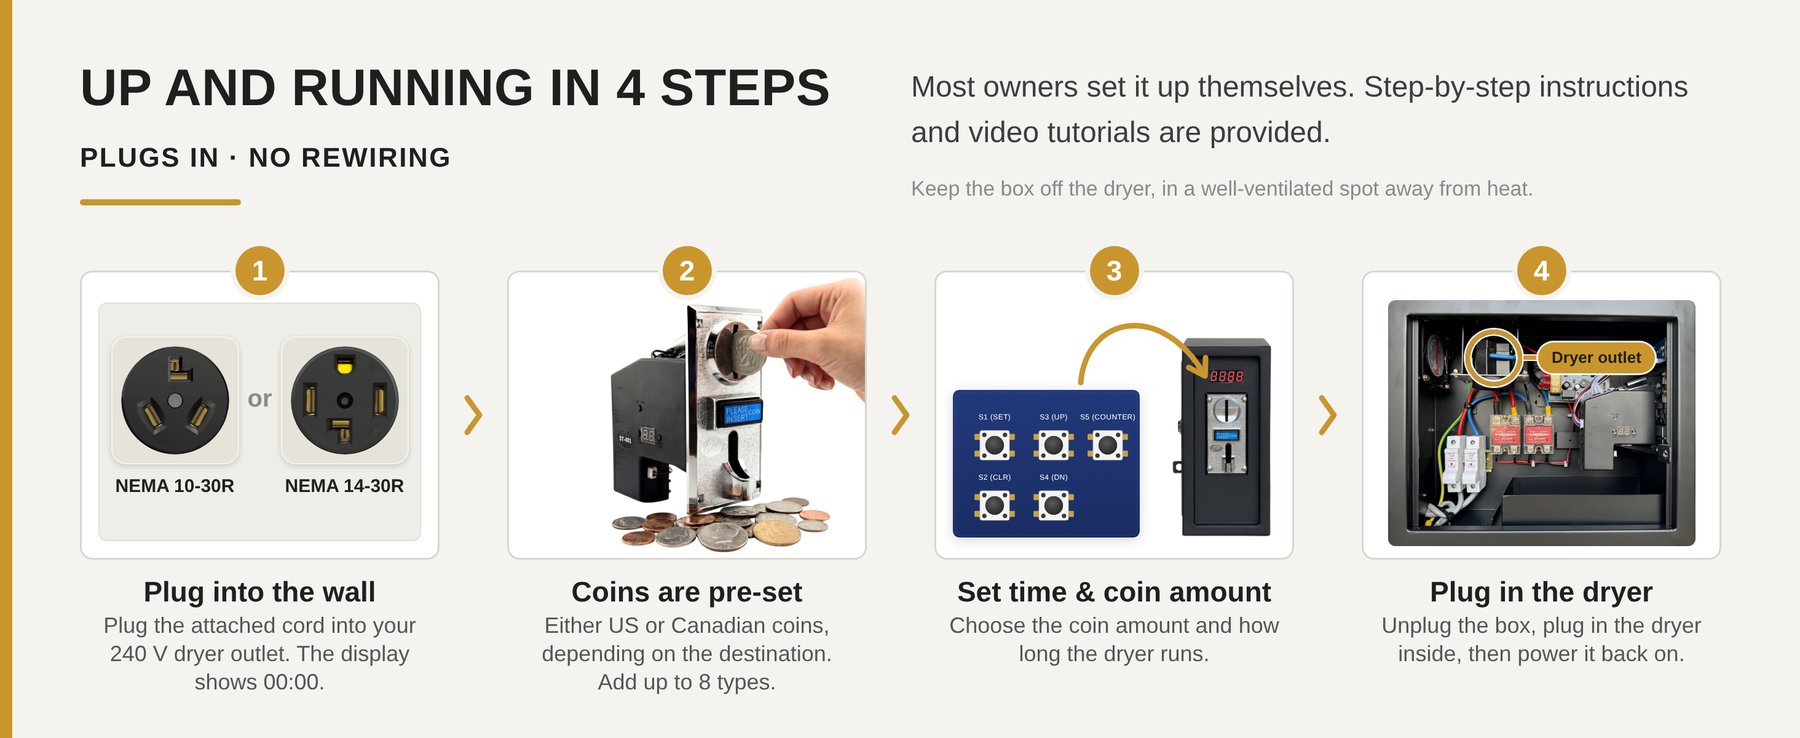 UP AND RUNNING IN 4 STEPS
PLUGS IN · NO REWIRING
Most owners set it up themselves. Step-by-step instructions
and video tutorials are provided.
Keep the box off the dryer, in a well-ventilated spot away from heat.
1
or
NEMA 10-30R
NEMA 14-30R
Plug into the wall
Plug the attached cord into your
240 V dryer outlet. The display
shows 00:00.
2
PLEASE
INSERT COIN
ST-001
Coins are pre-set
Either US or Canadian coins,
depending on the destination.
Add up to 8 types.
3
S1 (SET)
S3 (UP)
S5 (COUNTER)
S2 (CLR)
S4 (DN)
Set time & coin amount
Choose the coin amount and how
long the dryer runs.
4
Dryer outlet
Plug in the dryer
Unplug the box, plug in the dryer
inside, then power it back on.